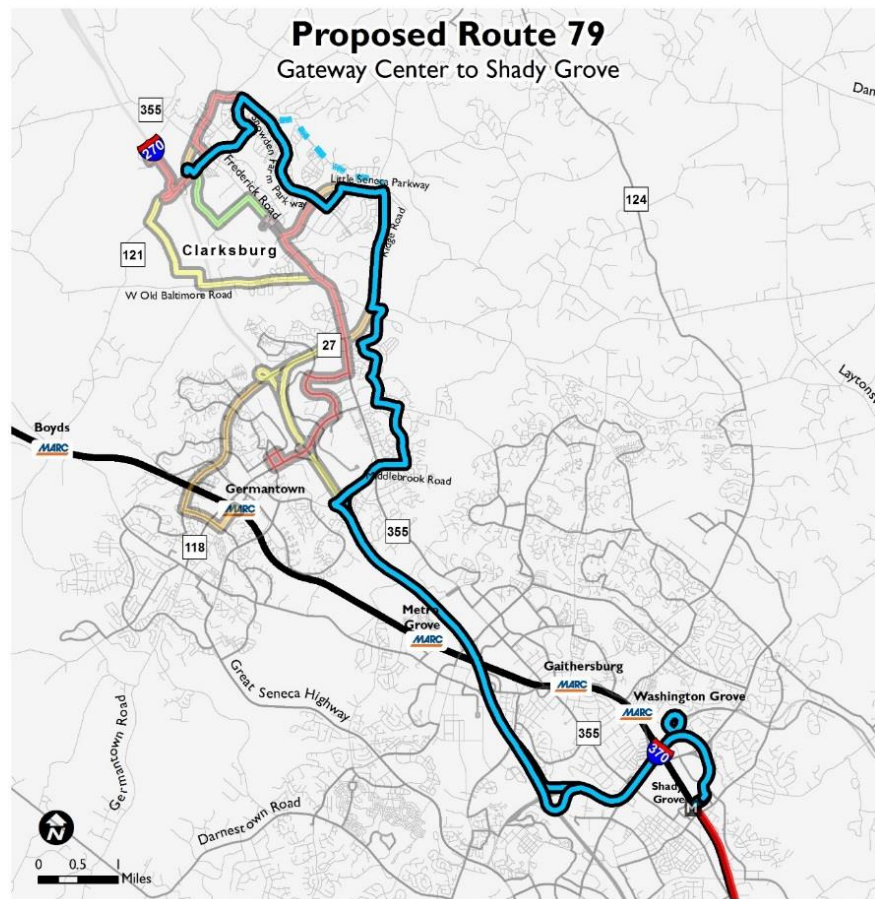 Proposed Route 79
Gateway Center to Shady Grove
355
270
Snowden Farm Parkway
Frederick Road
Little Seneca Parkway
Ridge Road
124
Clarksburg
121
W Old Baltimore Road
27
Boyds
MARC
Germantown
MARC
Middlebrook Road
118
355
Metro
Grove
MARC
Gaithersburg
MARC
Washington Grove
MARC
355
370
Shady
Grove
M
Great Seneca Highway
Germantown Road
Darnestown Road
N
0 0.5 1
Miles